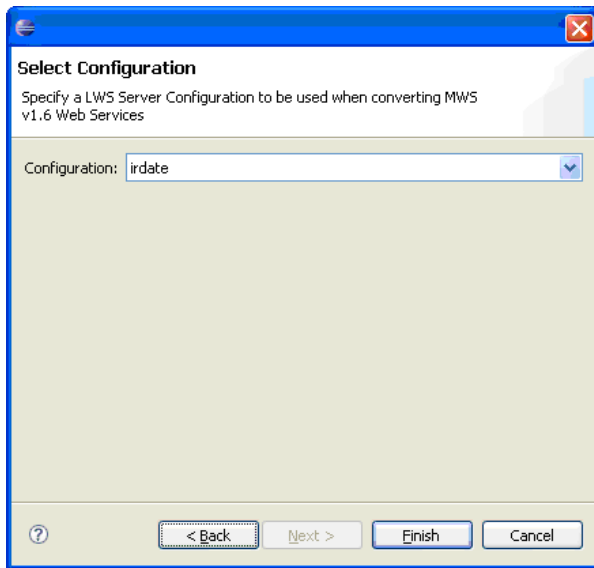 Select Configuration
Specify a LWS Server Configuration to be used when converting MWS
v1.6 Web Services
Configuration: irdate
? < Back Next > Finish Cancel